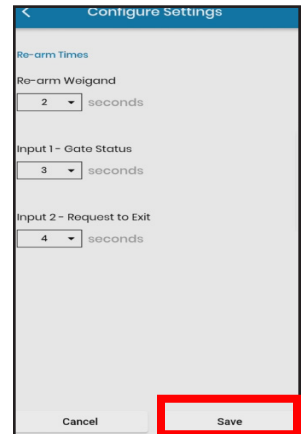 Configure Settings
Re-arm Times
Re-arm Weigand
2 seconds
Input 1 - Gate Status
3 seconds
Input 2 - Request to Exit
4 seconds
Cancel Save